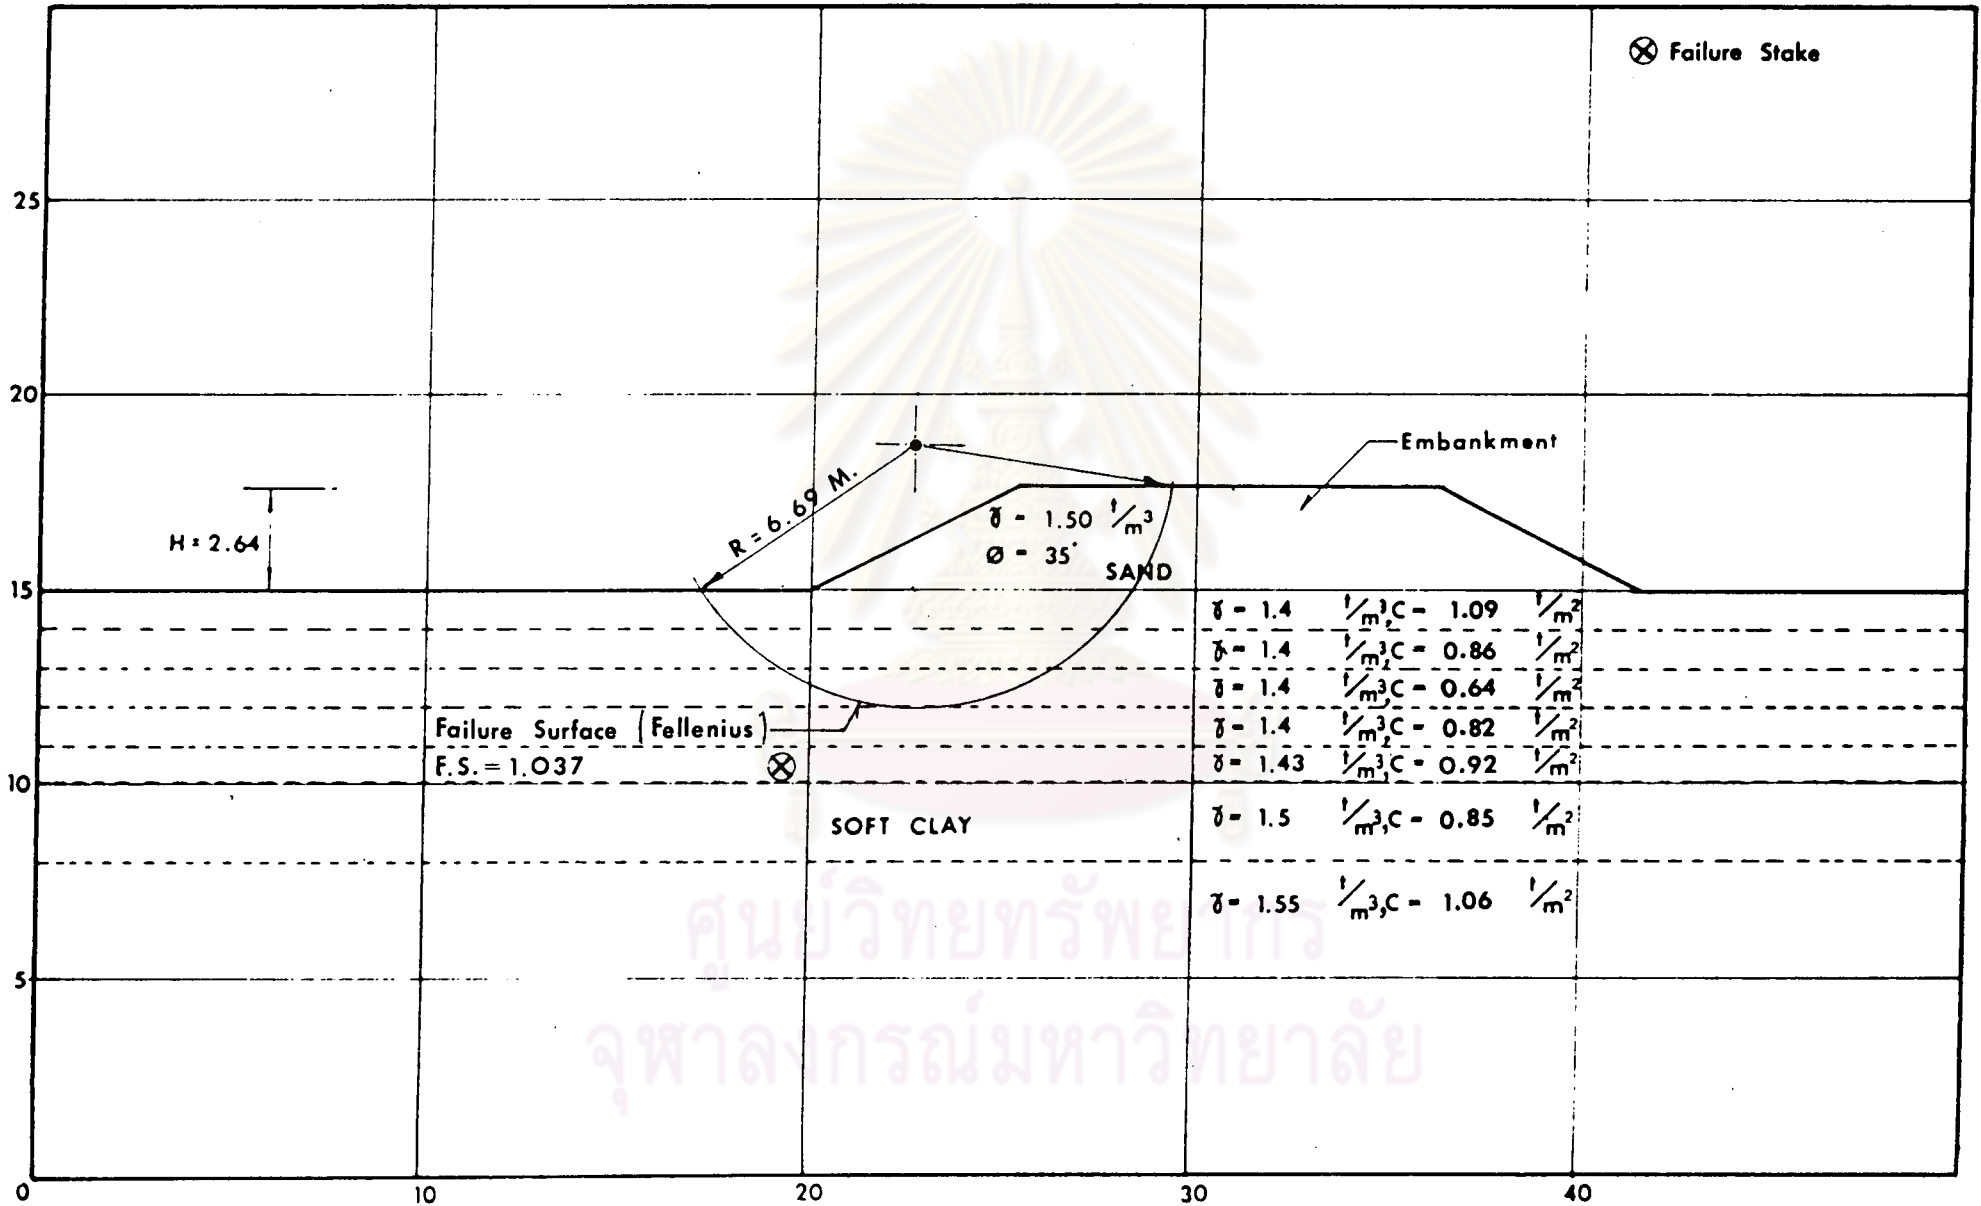 ⊗ Failure Stake
25
20
Embankment
R = 6.69 M.
H = 2.64
γ = 1.50 t/m³
Ø = 35°
SAND
15
γ = 1.4 t/m³, C = 1.09 t/m²
γ = 1.4 t/m³, C = 0.86 t/m²
γ = 1.4 t/m³, C = 0.64 t/m²
Failure Surface (Fellenius)
γ = 1.4 t/m³, C = 0.82 t/m²
F.S. = 1.037
γ = 1.43 t/m³, C = 0.92 t/m²
10
SOFT CLAY
γ = 1.5 t/m³, C = 0.85 t/m²
γ = 1.55 t/m³, C = 1.06 t/m²
ศูนย์วิทยทรัพยากร
5
จุฬาลงกรณ์มหาวิทยาลัย
0 10 20 30 40